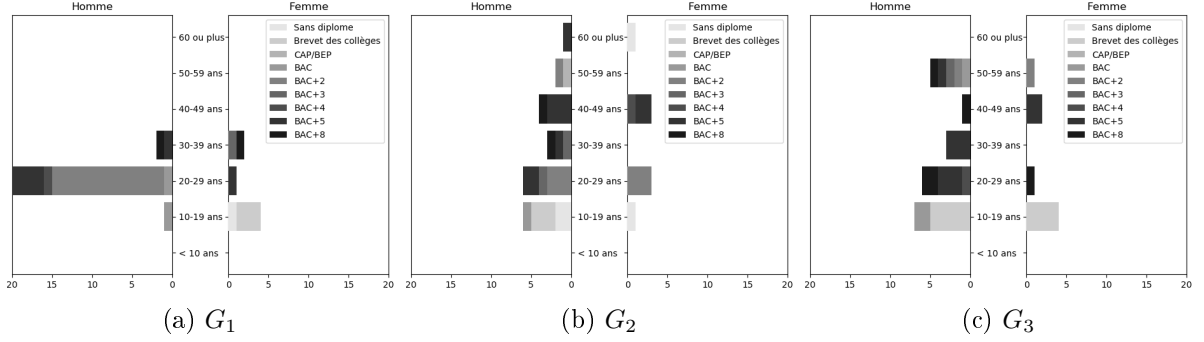 Homme Femme
Sans diplome
Brevet des collèges
CAP/BEP
BAC
BAC+2
BAC+3
BAC+4
BAC+5
BAC+8
60 ou plus
50-59 ans
40-49 ans
30-39 ans
20-29 ans
10-19 ans
< 10 ans
20 15 10 5 0 0 5 10 15 20
(a) G1
Homme Femme
Sans diplome
Brevet des collèges
CAP/BEP
BAC
BAC+2
BAC+3
BAC+4
BAC+5
BAC+8
60 ou plus
50-59 ans
40-49 ans
30-39 ans
20-29 ans
10-19 ans
< 10 ans
20 15 10 5 0 0 5 10 15 20
(b) G2
Homme Femme
Sans diplome
Brevet des collèges
CAP/BEP
BAC
BAC+2
BAC+3
BAC+4
BAC+5
BAC+8
60 ou plus
50-59 ans
40-49 ans
30-39 ans
20-29 ans
10-19 ans
< 10 ans
20 15 10 5 0 0 5 10 15 20
(c) G3